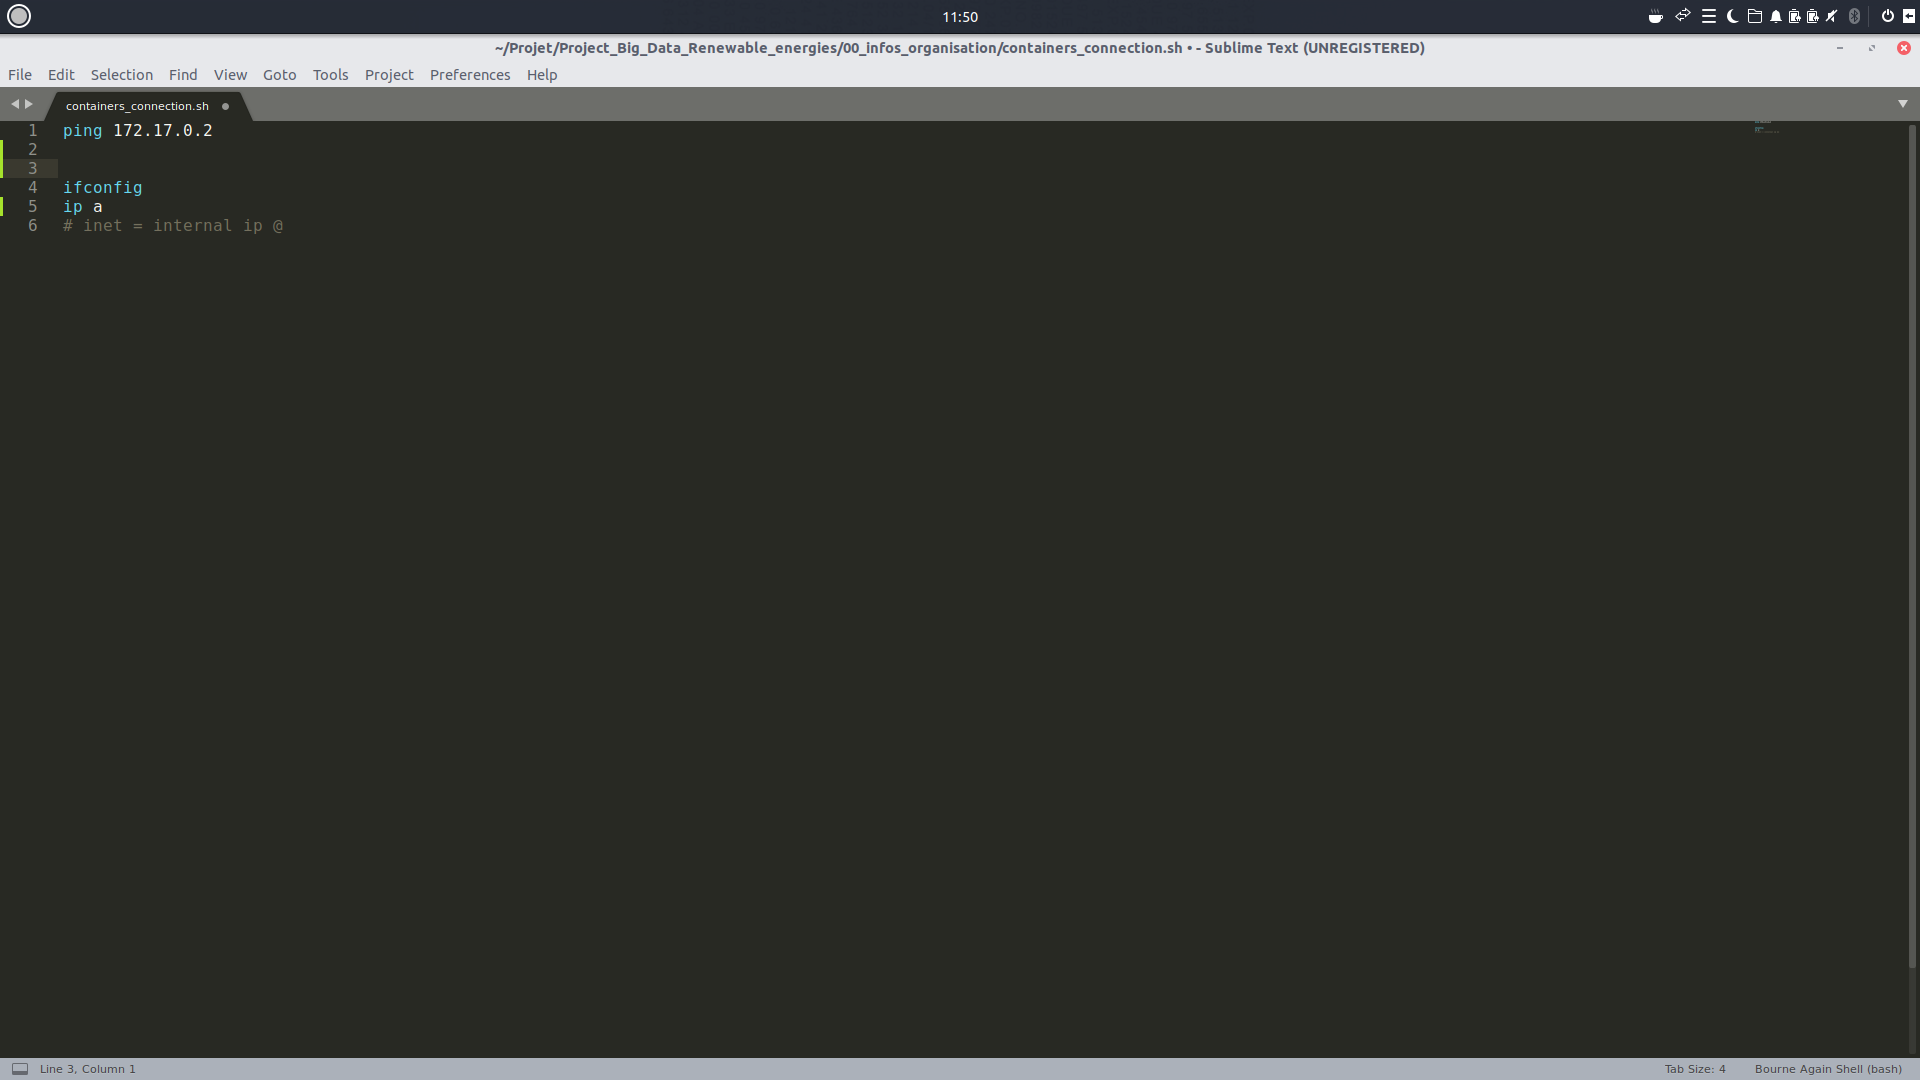 11:50
~/Projet/Project_Big_Data_Renewable_energies/00_infos_organisation/containers_connection.sh • - Sublime Text (UNREGISTERED)
File Edit Selection Find View Goto Tools Project Preferences Help
containers_connection.sh
1 ping 172.17.0.2
2
3
4 ifconfig
5 ip a
6 # inet = internal ip @
Line 3, Column 1 Tab Size: 4 Bourne Again Shell (bash)